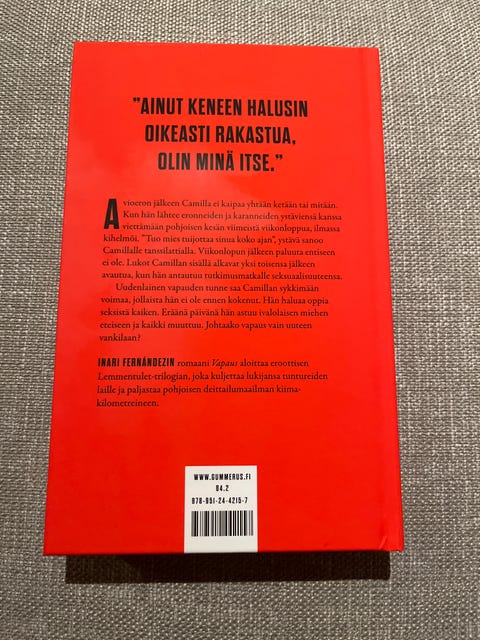 "AINUT KENEEN HALUSIN
OIKEASTI RAKASTUA,
OLIN MINÄ ITSE."
Avioeron jälkeen Camilla ei kaipaa yhtään ketään tai mitään.
Kun hän lähtee eronneiden ja karanneiden ystäviensä kanssa
viettämään pohjoisen kesän viimeistä viikonloppua, ilmassa
kihelmöi. "Tuo mies tuijottaa sinua koko ajan", ystävä sanoo
Camillalle tanssilattialla. Viikonlopun jälkeen paluuta entiseen
ei ole. Lukot Camillan sisällä alkavat yksi toisensa jälkeen
avautua, kun hän antautuu tutkimusmatkalle seksuaalisuuteensa.
Uudenlainen vapauden tunne saa Camillan sykkimään
voimaa, jollaista hän ei ole ennen kokenut. Hän haluaa oppia
seksistä kaiken. Eräänä päivänä hän astuu ivalolaisen miehen
eteiseen ja kaikki muuttuu. Johtaako vapaus vain uuteen
vankilaan?
INARI FERNÁNDEZIN romaani Vapaus aloittaa eroottisen
Lemmentulet-trilogian, joka kuljettaa lukijansa tuntureiden
laille ja paljastaa pohjoisen deittailumaailman kiima-
kilometreineen.
WWW.GUMMERUS.FI
84.2
978-951-24-4215-7